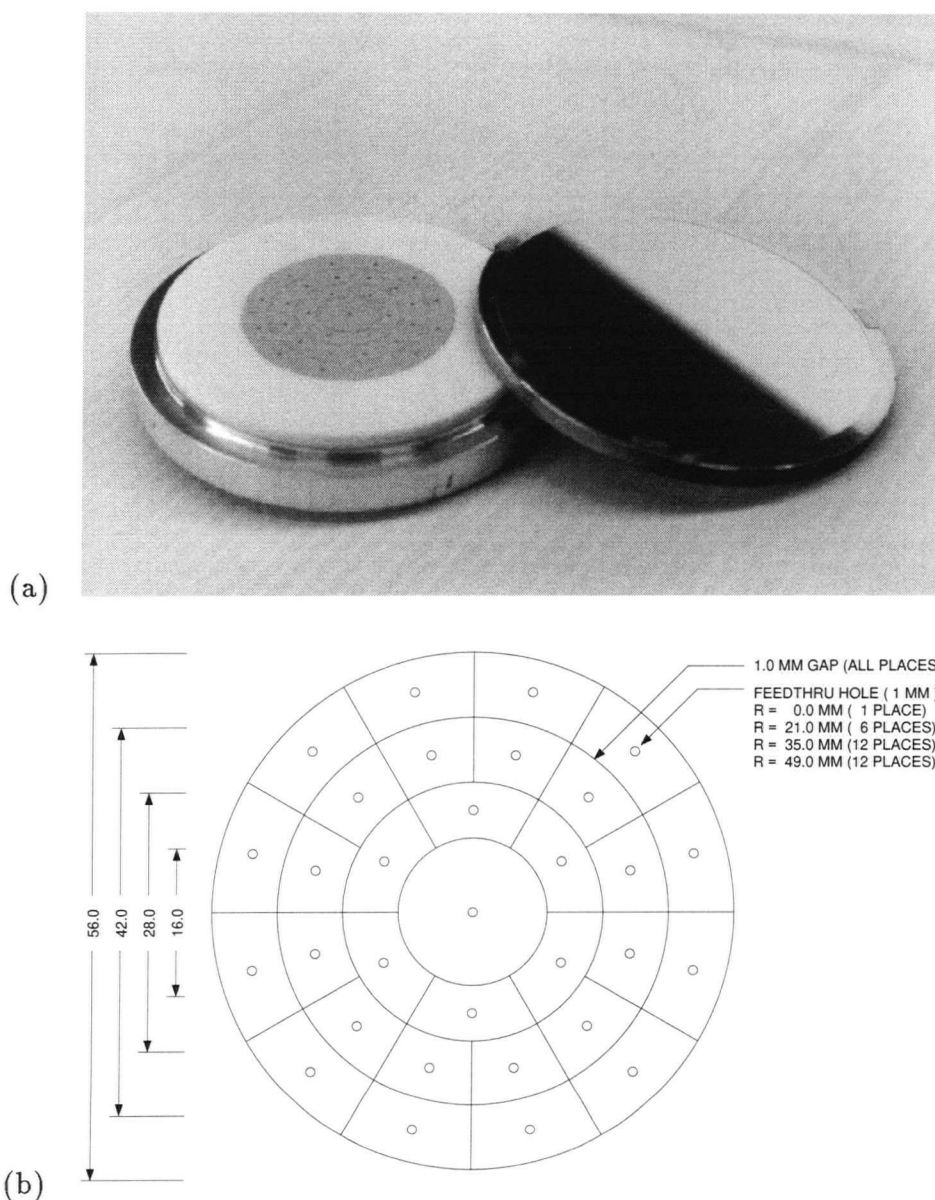 (a)
1.0 MM GAP (ALL PLACES
FEEDTHRU HOLE ( 1 MM
R = 0.0 MM ( 1 PLACE)
R = 21.0 MM ( 6 PLACES)
R = 35.0 MM (12 PLACES)
R = 49.0 MM (12 PLACES)
56.0
42.0
28.0
16.0
(b)